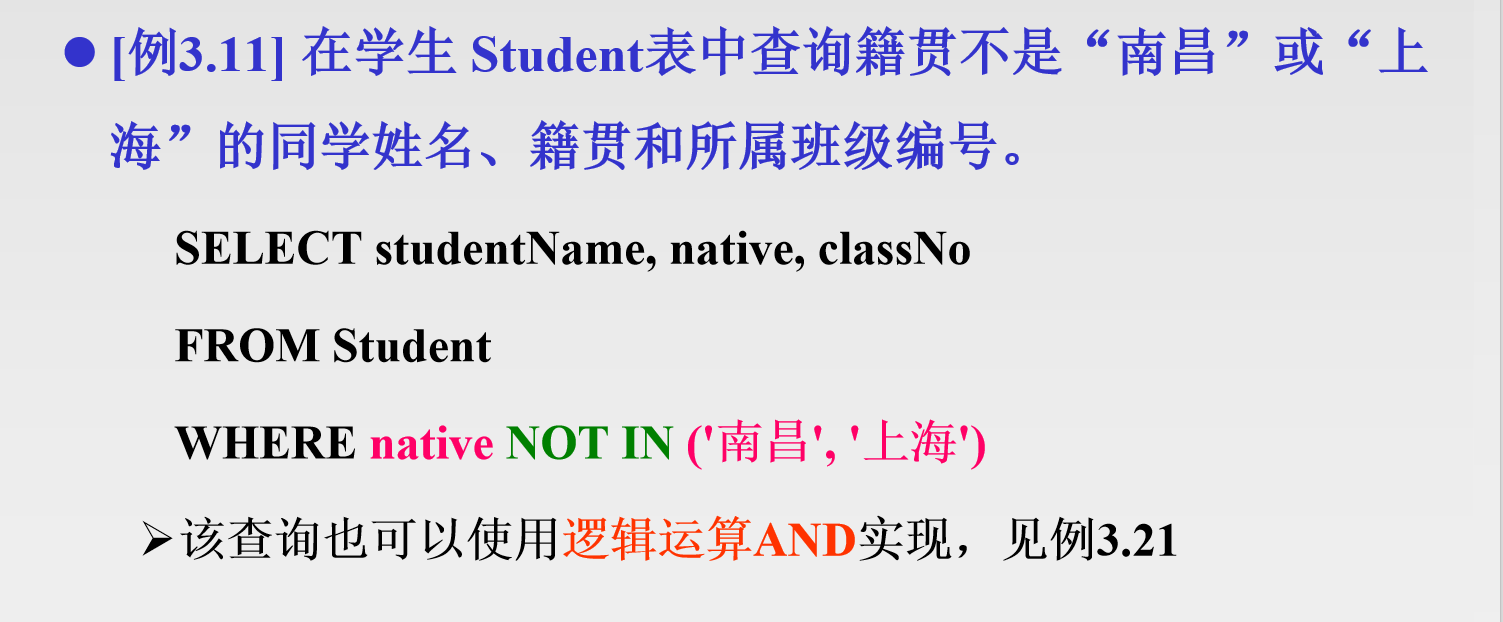 ●[例3.11] 在学生 Student表中查询籍贯不是“南昌”或“上
海”的同学姓名、籍贯和所属班级编号。
SELECT studentName, native, classNo
FROM Student
WHERE native NOT IN ('南昌', '上海')
➢该查询也可以使用逻辑运算AND实现，见例3.21